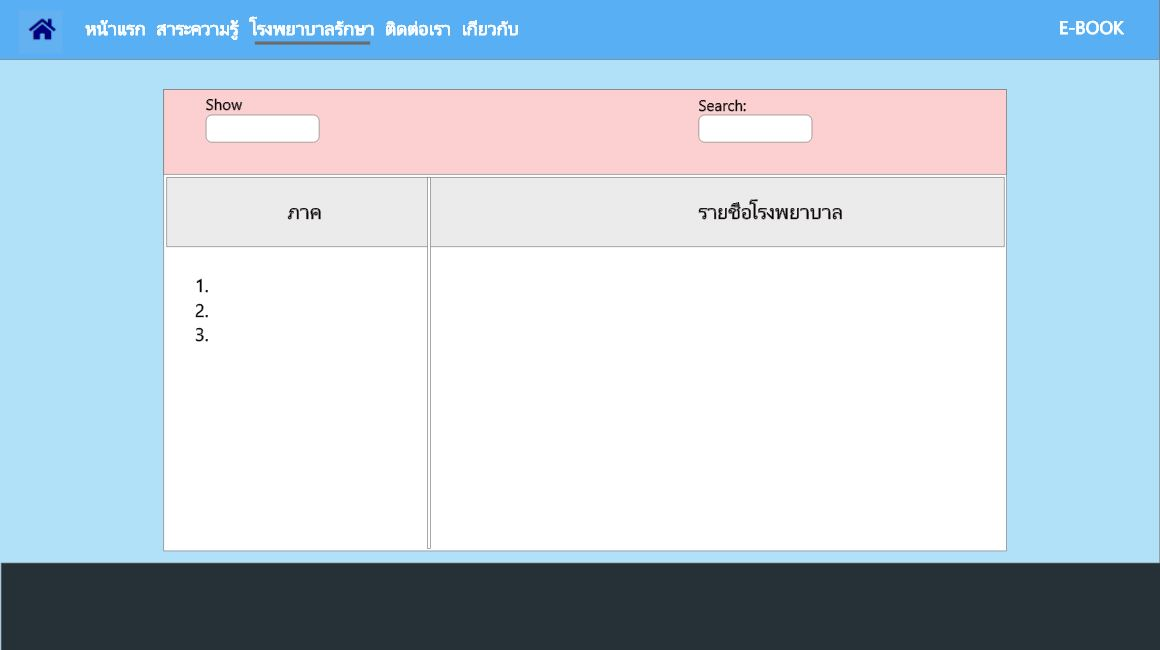 หน้าแรก สาระความรู้ โรงพยาบาลรักษา ติดต่อเรา เกี่ยวกับ E-BOOK
Show Search:
ภาค รายชื่อโรงพยาบาล
1.
2.
3.